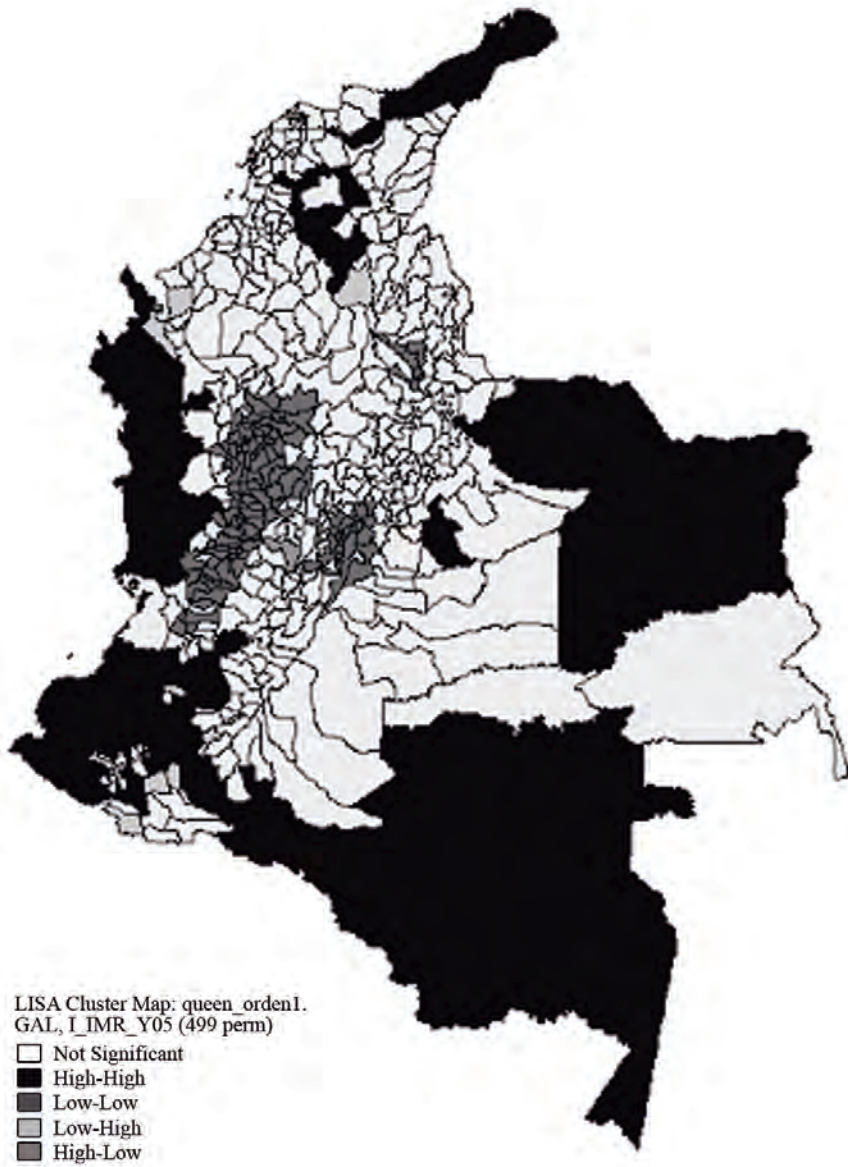 LISA Cluster Map: queen_orden1.
GAL, I_IMR_Y05 (499 perm)
Not Significant
High-High
Low-Low
Low-High
High-Low